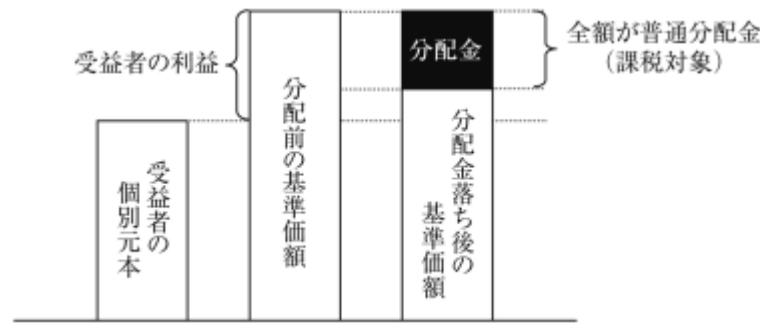 受益者の利益
分配金
全額が普通分配金
（課税対象）
受益者の
個別元本
分配前の基準価額
分配金落ち後の
基準価額